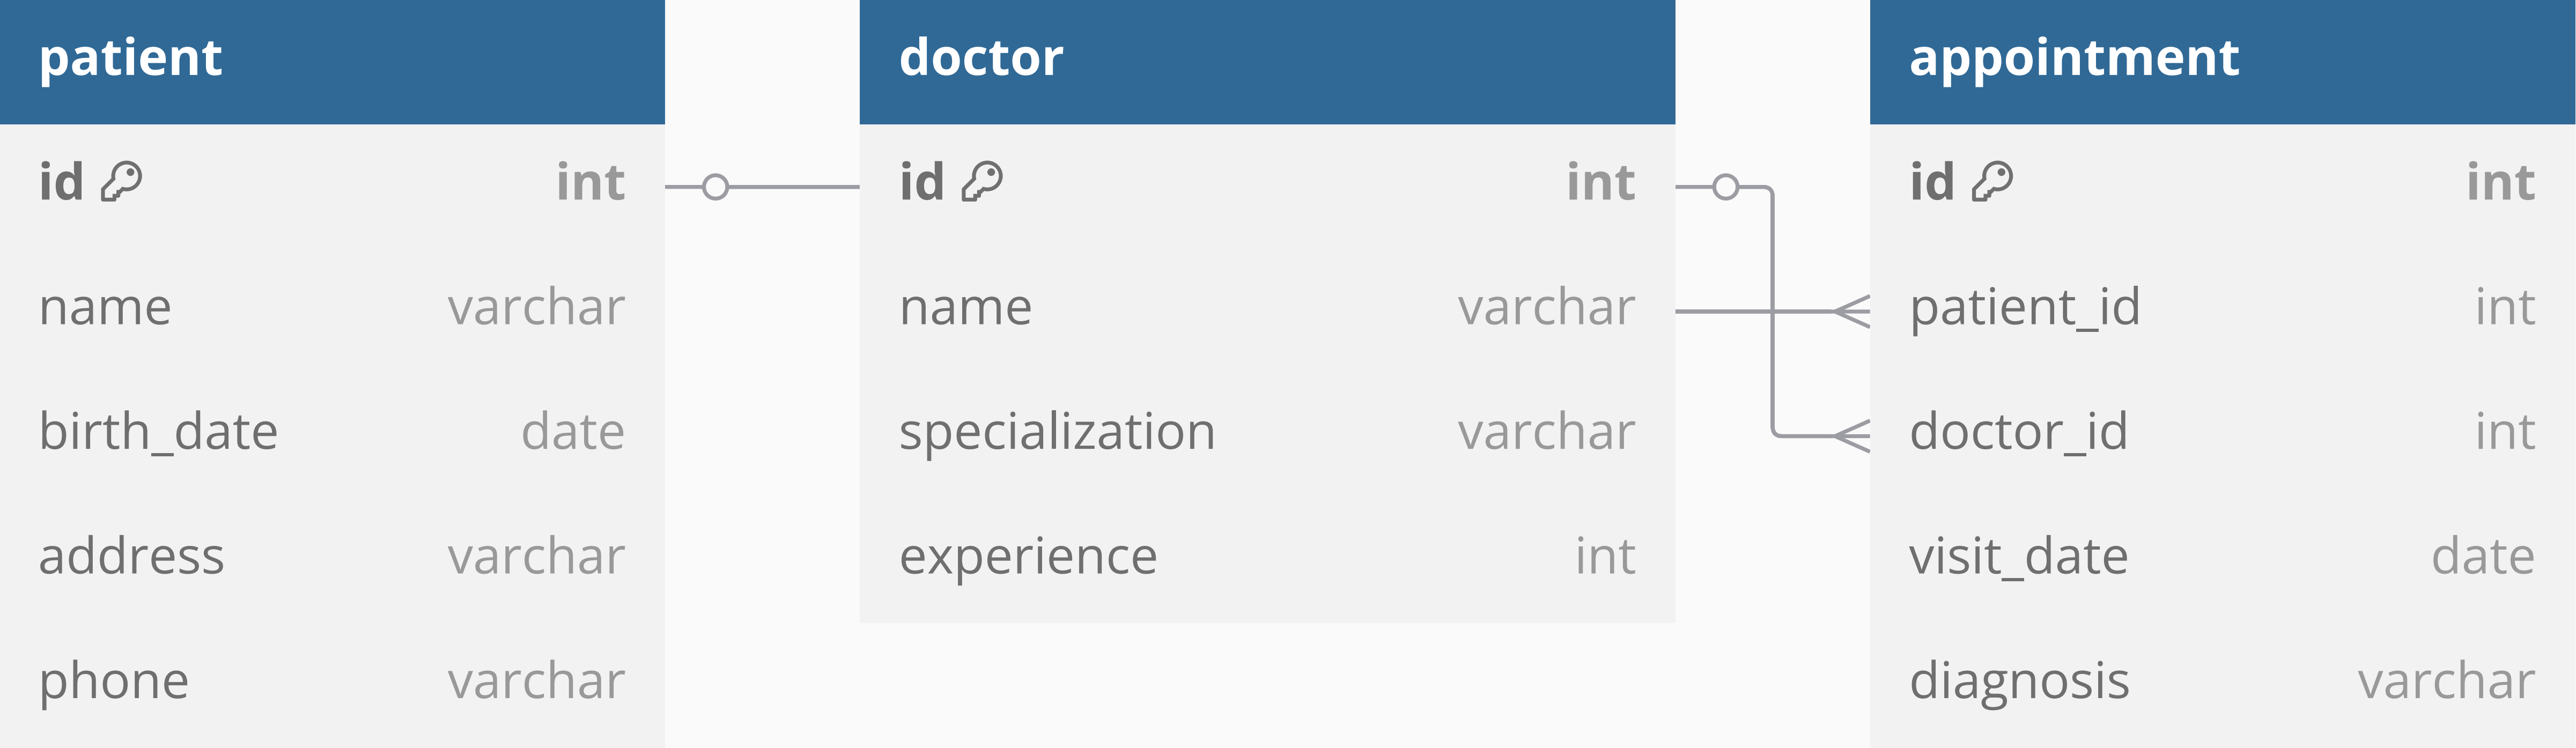 patient
id int
name varchar
birth_date date
address varchar
phone varchar
doctor
id int
name varchar
specialization varchar
experience int
appointment
id int
patient_id int
doctor_id int
visit_date date
diagnosis varchar